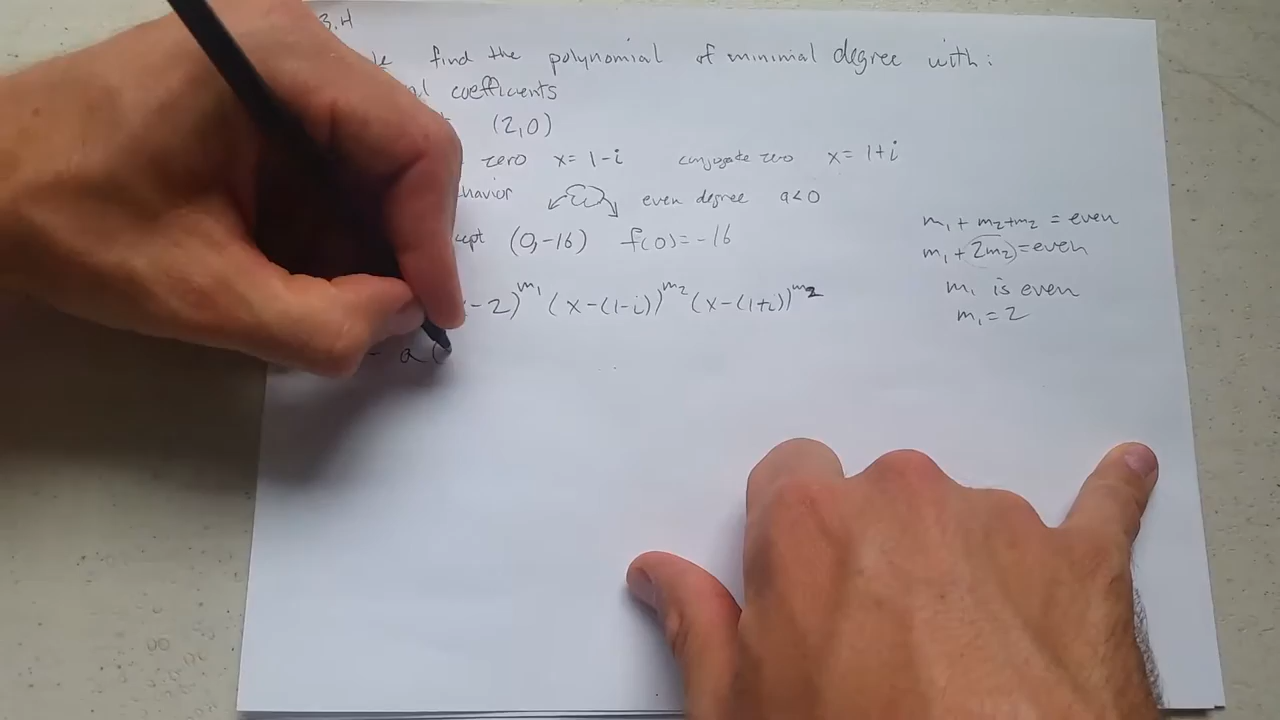 3.4
find the polynomial of minimal degree with:
coefficients
(2,0)
zero x= 1-i conjugate zero x= 1+i
even degree a<0
(0,-16) f(0)=-16
-2)^m₁ (x-(1-i))^m₂ (x-(1+i))^m₂
a(
m₁+m₂+m₂ = even
m₁+2m₂=even
m₁ is even
m₁=2